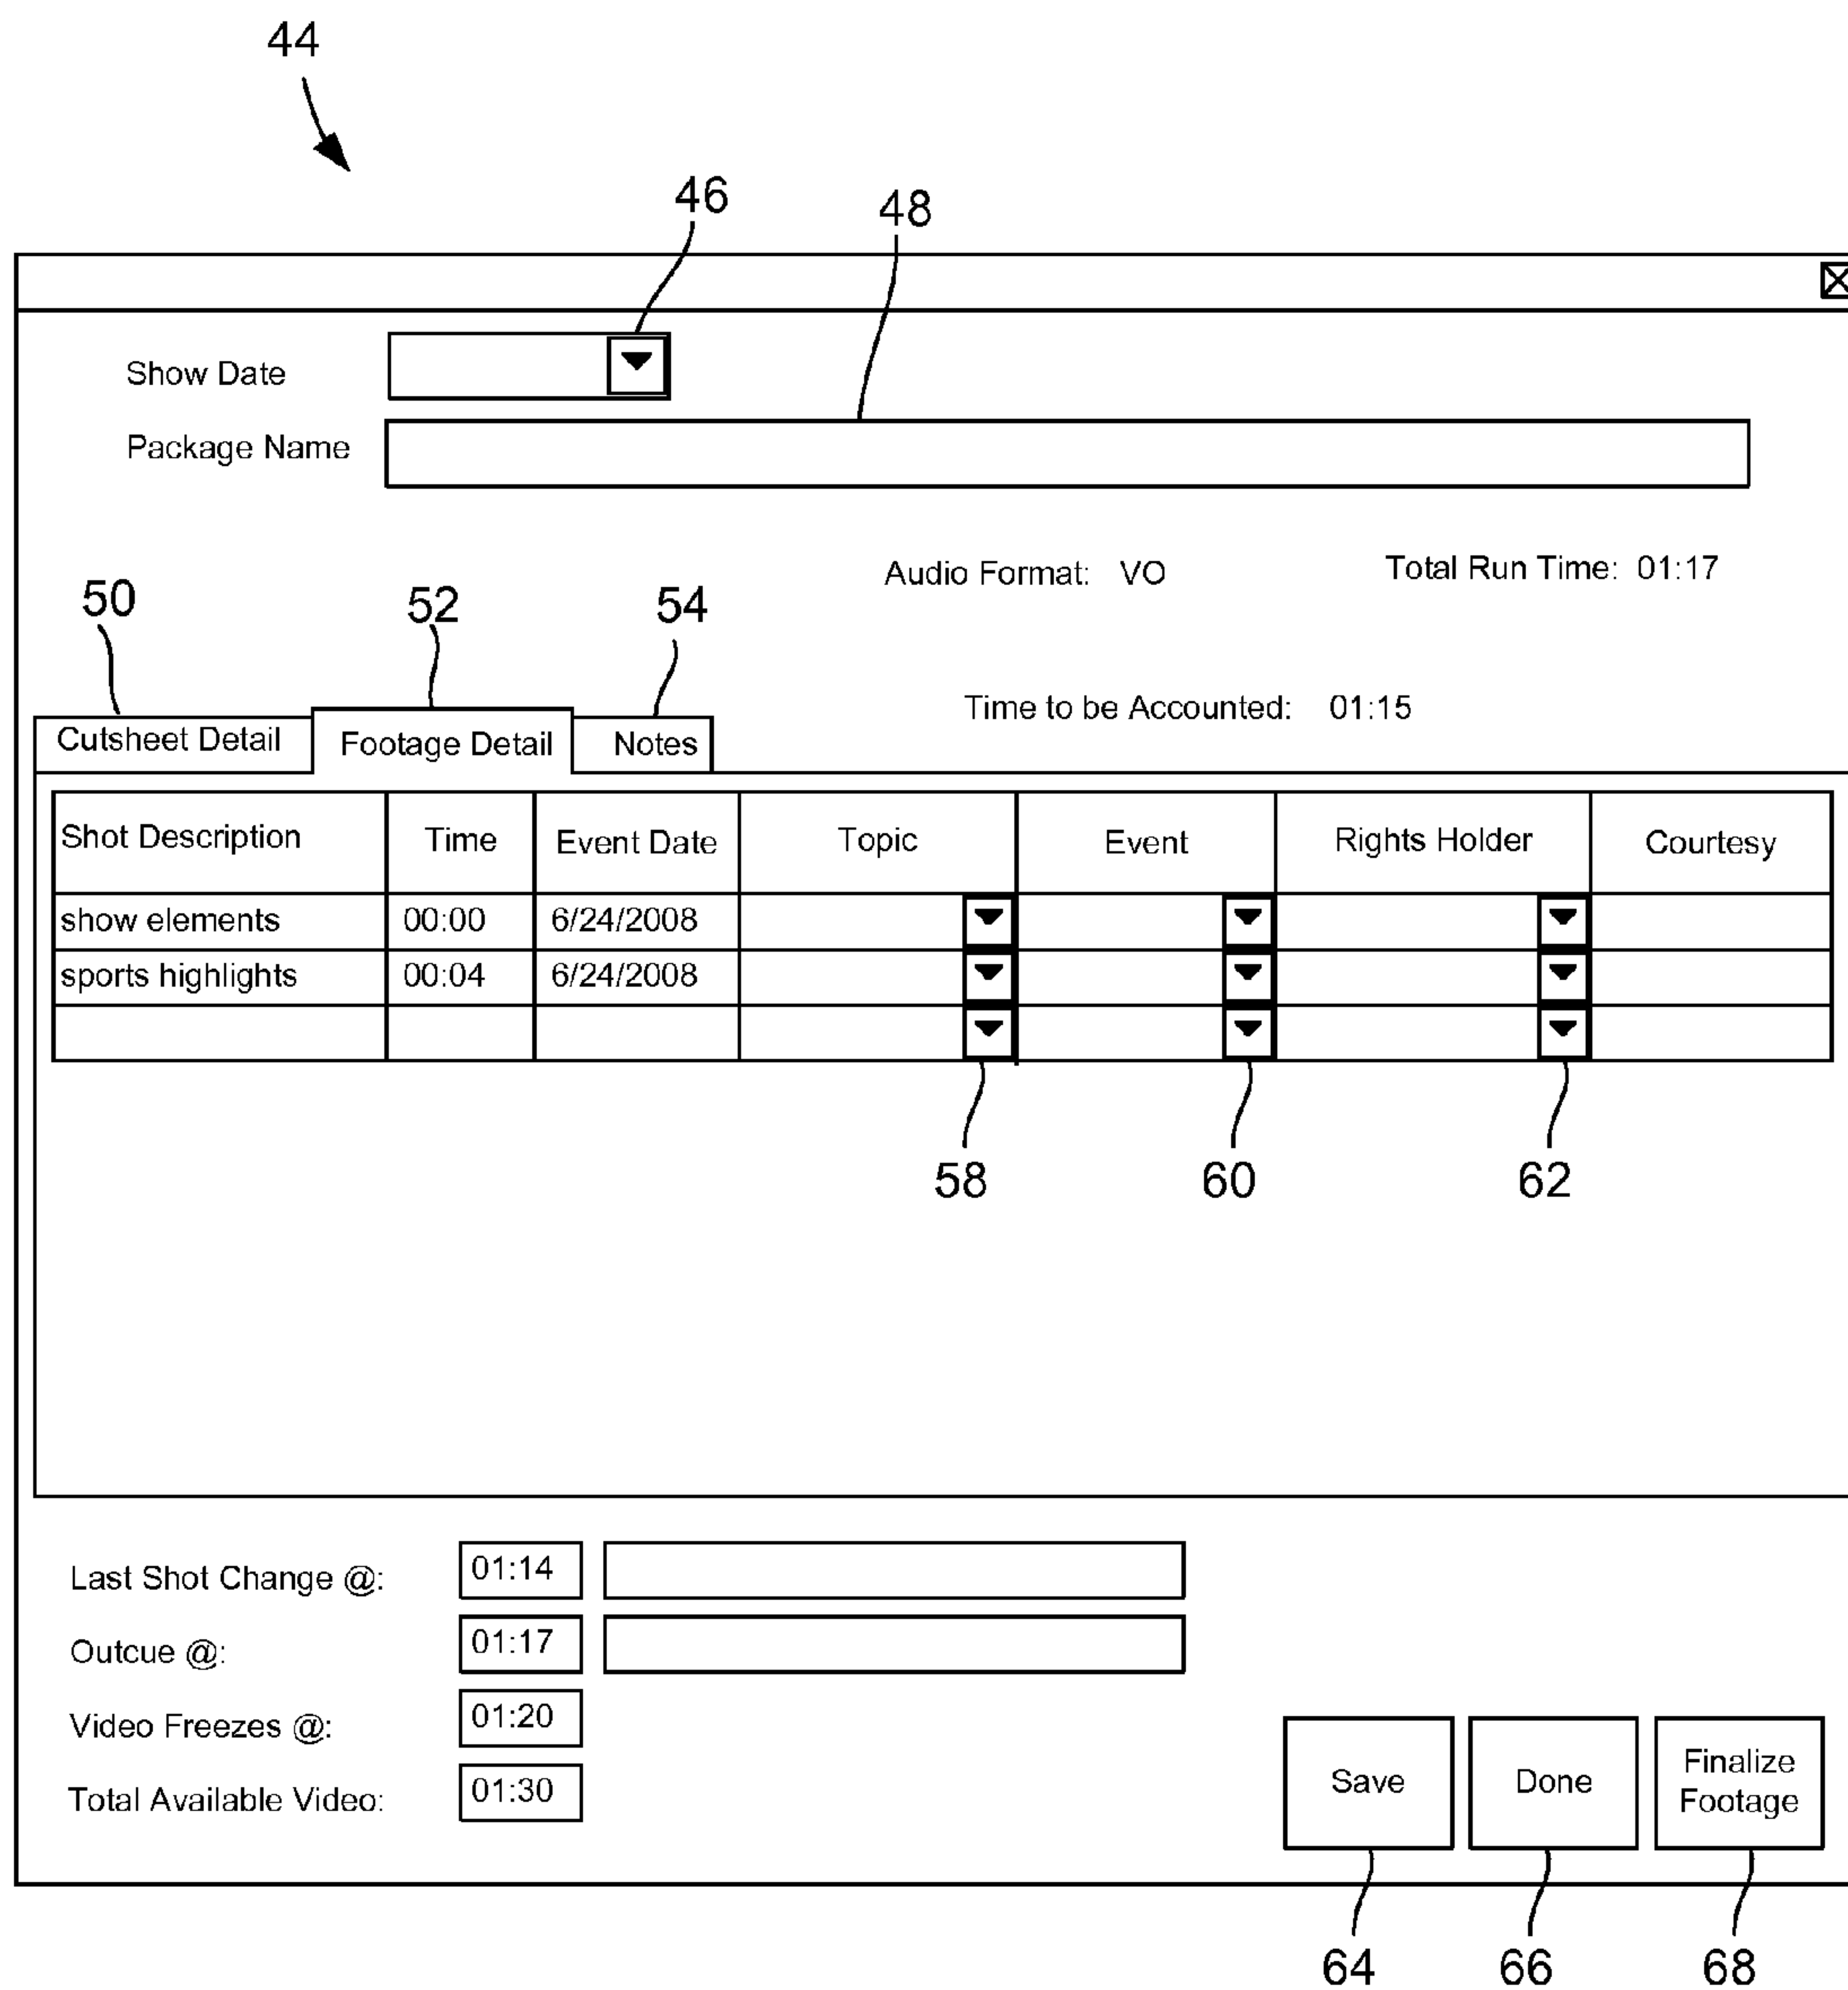 44
46
48
Show Date
Package Name
Audio Format: VO
Total Run Time: 01:17
50
52
54
Time to be Accounted: 01:15
Cutsheet Detail
Footage Detail
Notes
Shot Description Time Event Date Topic Event Rights Holder Courtesy
show elements 00:00 6/24/2008
sports highlights 00:04 6/24/2008
58
60
62
Last Shot Change @: 01:14
Outcue @: 01:17
Video Freezes @: 01:20
Total Available Video: 01:30
Save
Done
Finalize
Footage
64
66
68